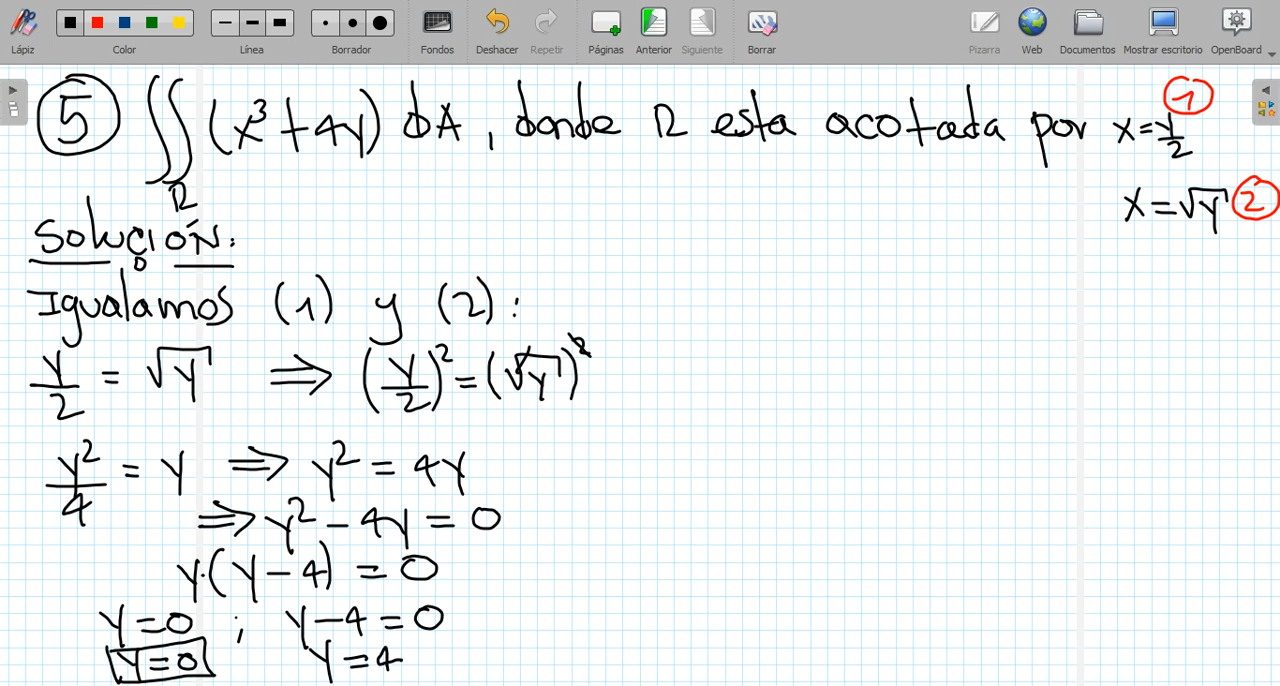 Lápiz Color Línea Borrador Fondos Deshacer Repetir Páginas Anterior Siguiente Borrar Pizarra Web Documentos Mostrar escritorio OpenBoard
5 ∬_R (x³ + 4y) dA, donde R esta acotada por x = y/2 1
x = √y 2
Solución:
Igualamos (1) y (2):
y/2 = √y ⟹ (y/2)² = (√y)²
y²/4 = y ⟹ y² = 4y
⟹ y² - 4y = 0
y·(y - 4) = 0
y = 0 ; y - 4 = 0
y = 0 y = 4